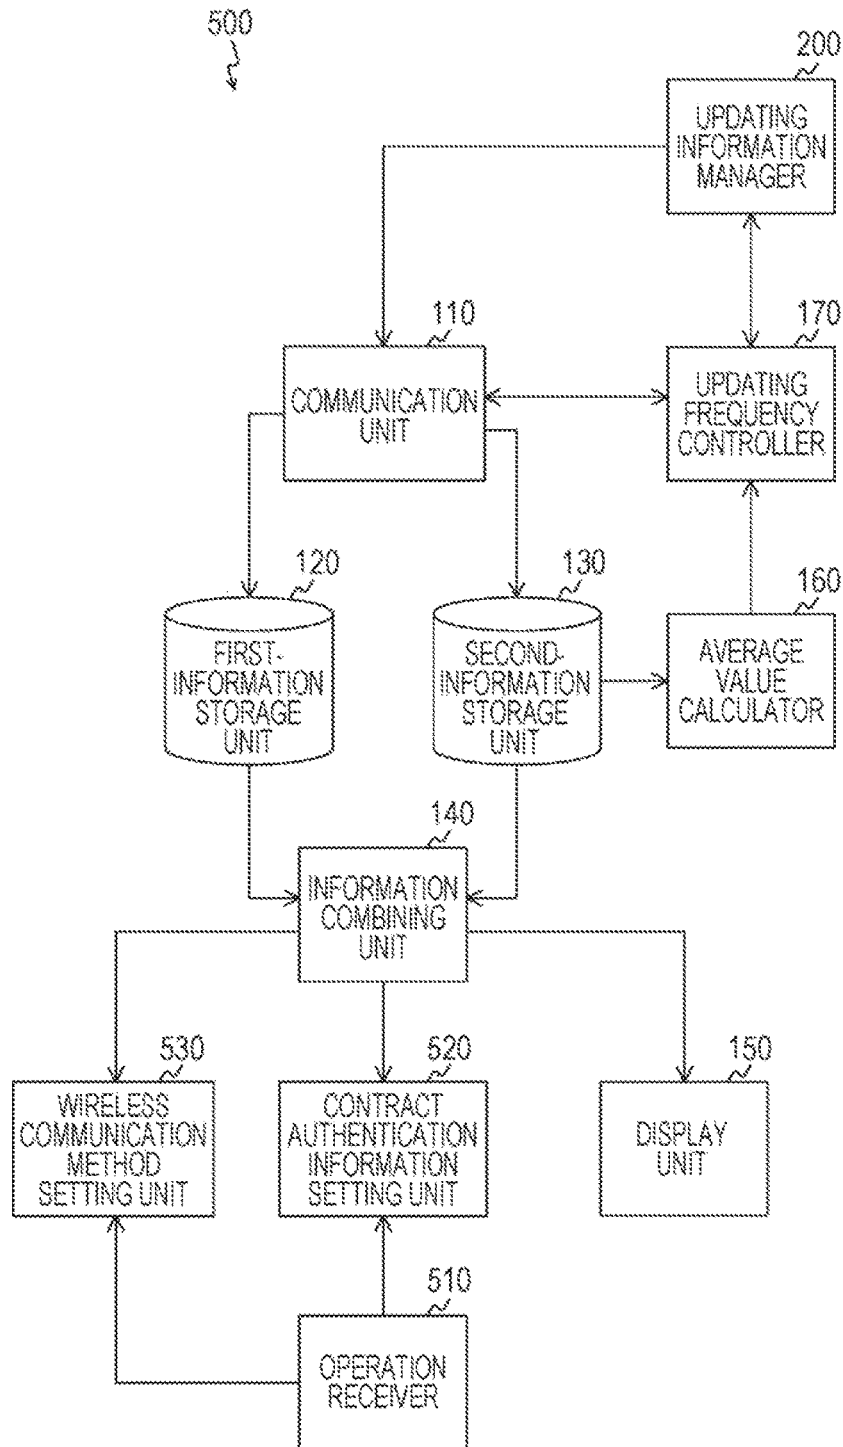 500
200
UPDATING
INFORMATION
MANAGER
110
COMMUNICATION
UNIT
170
UPDATING
FREQUENCY
CONTROLLER
120
FIRST-
INFORMATION
STORAGE
UNIT
130
SECOND-
INFORMATION
STORAGE
UNIT
160
AVERAGE
VALUE
CALCULATOR
140
INFORMATION
COMBINING
UNIT
530
WIRELESS
COMMUNICATION
METHOD
SETTING UNIT
520
CONTRACT
AUTHENTICATION
INFORMATION
SETTING UNIT
150
DISPLAY
UNIT
510
OPERATION
RECEIVER